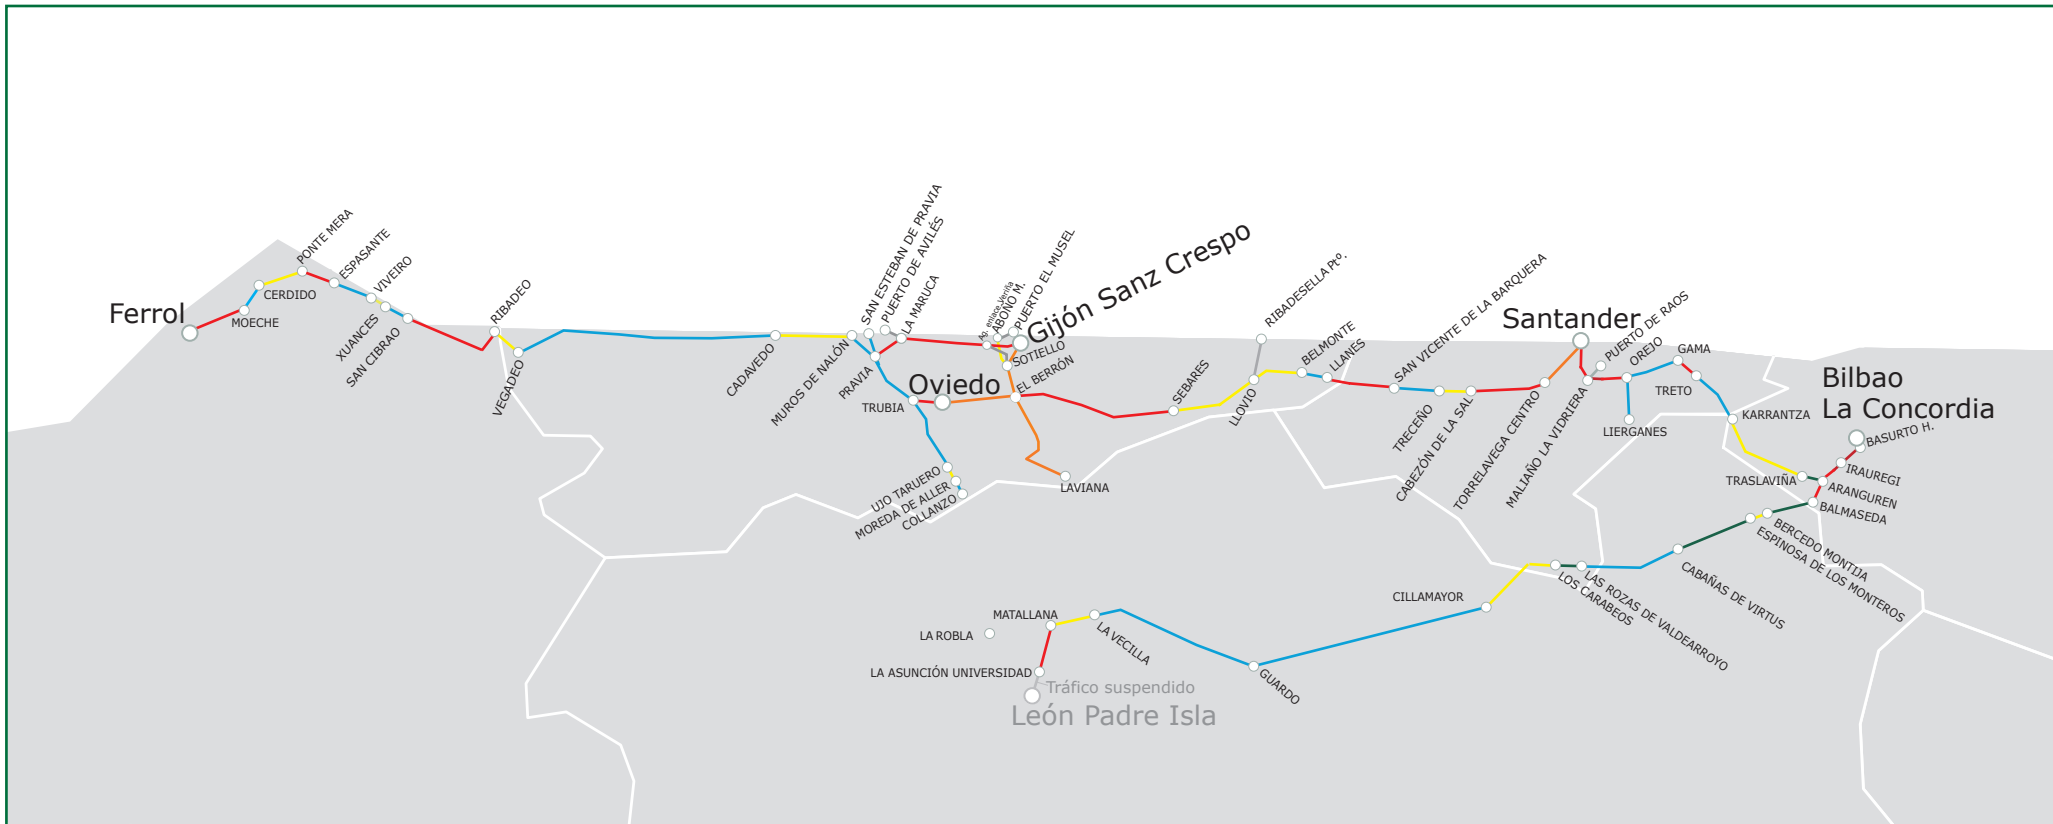 Ferrol
MOECHE
CERDIDO
PONTE MERA
ESPASANTE
VIVEIRO
XUANCES
SAN CIBRAO
RIBADEO
VEGADEO
CADAVEDO
MUROS DE NALÓN
SAN ESTEBAN DE PRAVIA
PUERTO DE AVILÉS
LA MARUCA
PRAVIA
TRUBIA
Oviedo
UJO TARUERO
MOREDA DE ALLER
COLLANZO
Ag. enlace Veriña
ABOÑO M.
PUERTO EL MUSEL
Gijón Sanz Crespo
SOTIELLO
EL BERRÓN
LAVIANA
SEBARES
LLOVIO
RIBADESELLA Ptº.
BELMONTE
LLANES
SAN VICENTE DE LA BARQUERA
TRECEÑO
CABEZÓN DE LA SAL
TORRELAVEGA CENTRO
Santander
MALIAÑO LA VIDRIERA
PUERTO DE RAOS
OREJO
LIERGANES
GAMA
TRETO
KARRANTZA
TRASLAVIÑA
Bilbao
La Concordia
BASURTO H.
IRAUREGI
ARANGUREN
BALMASEDA
BERCEDO MONTIJA
ESPINOSA DE LOS MONTEROS
CABAÑAS DE VIRTUS
LAS ROZAS DE VALDEARROYO
LOS CARABEOS
CILLAMAYOR
GUARDO
LA VECILLA
MATALLANA
LA ROBLA
LA ASUNCIÓN UNIVERSIDAD
Tráfico suspendido
León Padre Isla